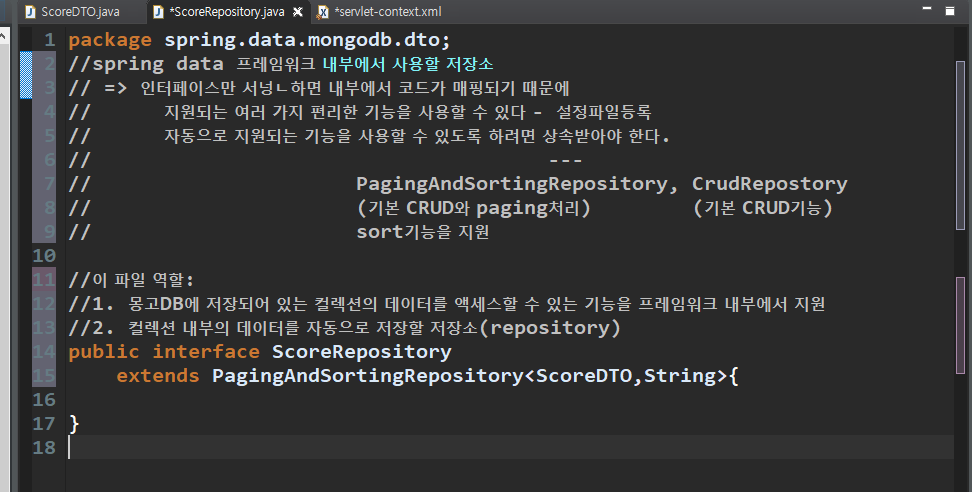 ScoreDTO.java *ScoreRepository.java *servlet-context.xml
1 package spring.data.mongodb.dto;
2 //spring data 프레임워크 내부에서 사용할 저장소
3 // => 인터페이스만 서넝ㄴ하면 내부에서 코드가 매핑되기 때문에
4 // 지원되는 여러 가지 편리한 기능을 사용할 수 있다 - 설정파일등록
5 // 자동으로 지원되는 기능을 사용할 수 있도록 하려면 상속받아야 한다.
6 // ---
7 // PagingAndSortingRepository, CrudRepostory
8 // (기본 CRUD와 paging처리) (기본 CRUD기능)
9 // sort기능을 지원
10
11 //이 파일 역할:
12 //1. 몽고DB에 저장되어 있는 컬렉션의 데이터를 액세스할 수 있는 기능을 프레임워크 내부에서 지원
13 //2. 컬렉션 내부의 데이터를 자동으로 저장할 저장소(repository)
14 public interface ScoreRepository
15 extends PagingAndSortingRepository<ScoreDTO,String>{
16
17 }
18